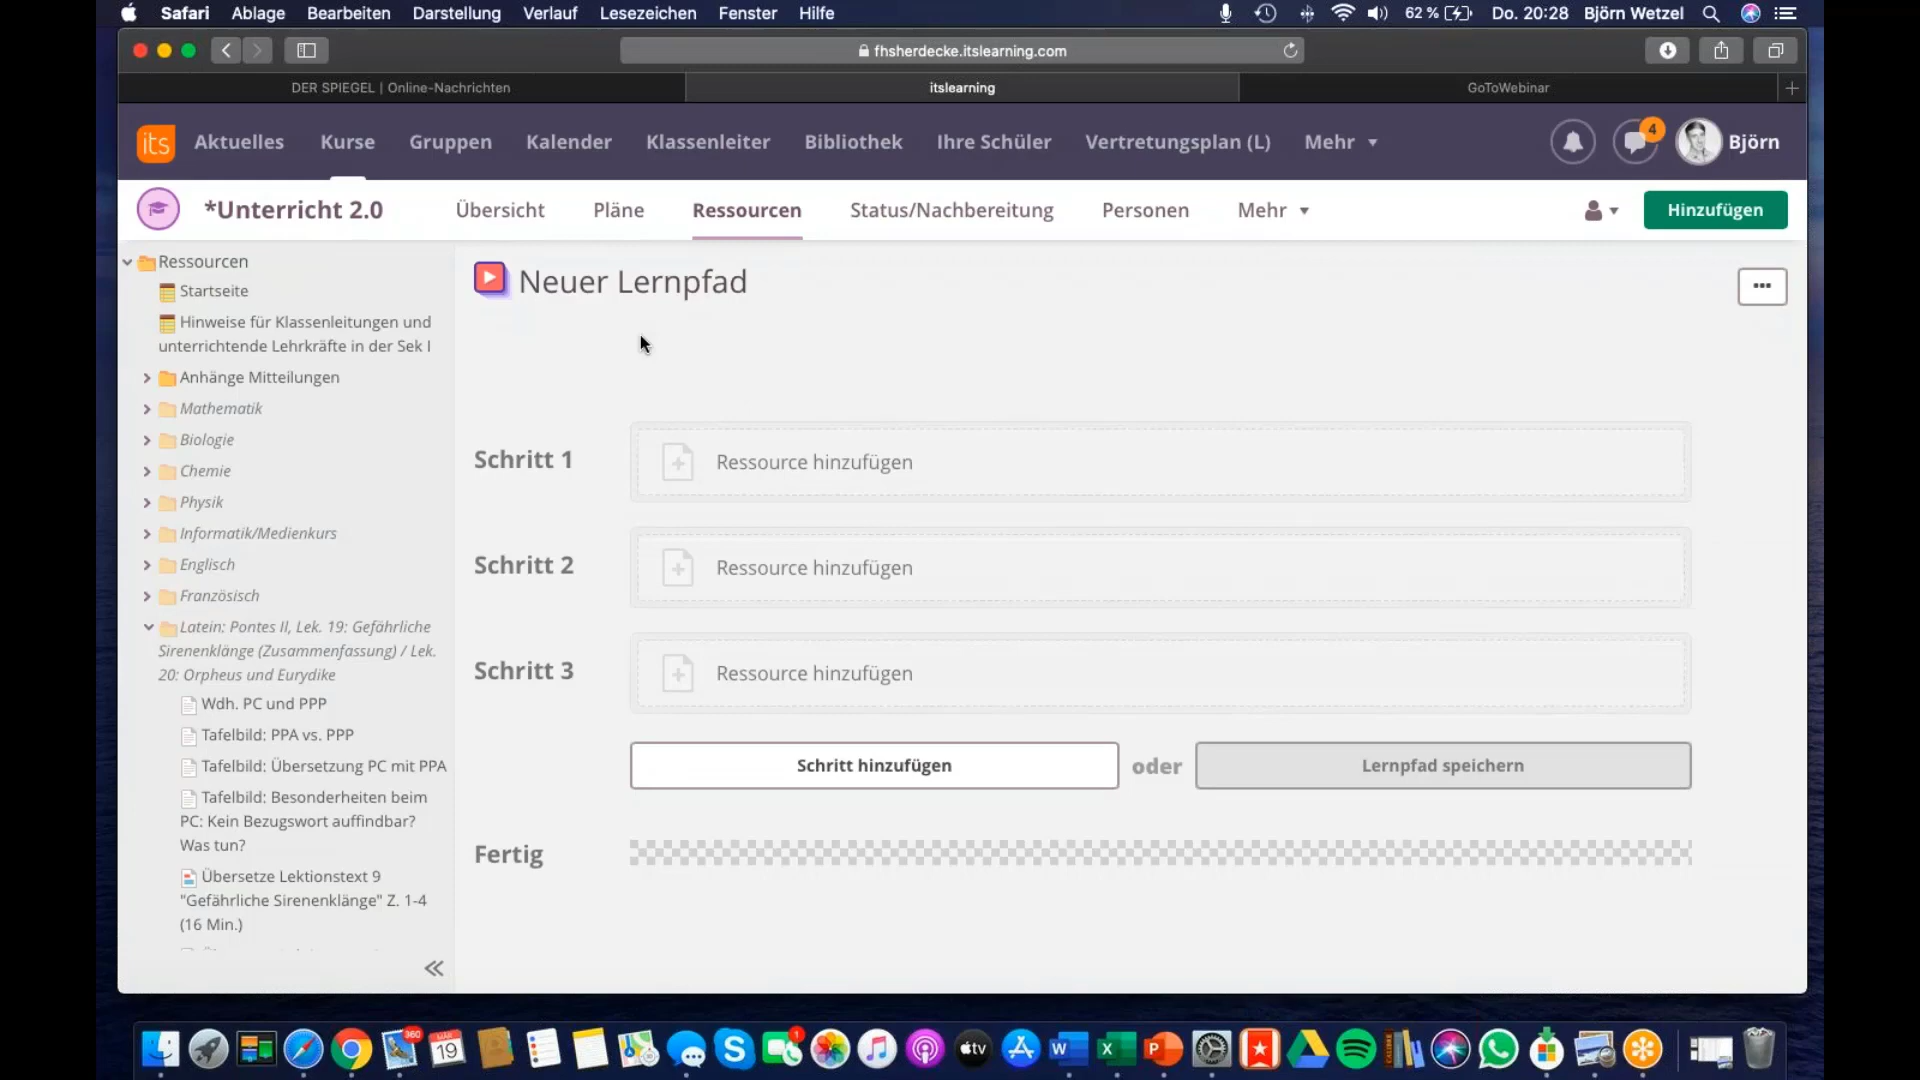 Safari Ablage Bearbeiten Darstellung Verlauf Lesezeichen Fenster Hilfe 62 % Do. 20:28 Björn Wetzel
fhsherdecke.itslearning.com
DER SPIEGEL | Online-Nachrichten itslearning GoToWebinar
its Aktuelles Kurse Gruppen Kalender Klassenleiter Bibliothek Ihre Schüler Vertretungsplan (L) Mehr 4 Björn
*Unterricht 2.0 Übersicht Pläne Ressourcen Status/Nachbereitung Personen Mehr Hinzufügen
Ressourcen
Startseite
Hinweise für Klassenleitungen und
unterrichtende Lehrkräfte in der Sek I
Anhänge Mitteilungen
Mathematik
Biologie
Chemie
Physik
Informatik/Medienkurs
Englisch
Französisch
Latein: Pontes II, Lek. 19: Gefährliche
Sirenenklänge (Zusammenfassung) / Lek.
20: Orpheus und Eurydike
Wdh. PC und PPP
Tafelbild: PPA vs. PPP
Tafelbild: Übersetzung PC mit PPA
Tafelbild: Besonderheiten beim
PC: Kein Bezugswort auffindbar?
Was tun?
Übersetze Lektionstext 9
"Gefährliche Sirenenklänge" Z. 1-4
(16 Min.)
Neuer Lernpfad
Schritt 1 Ressource hinzufügen
Schritt 2 Ressource hinzufügen
Schritt 3 Ressource hinzufügen
Schritt hinzufügen oder Lernpfad speichern
Fertig
360 MÄR 19 1 tv W X P